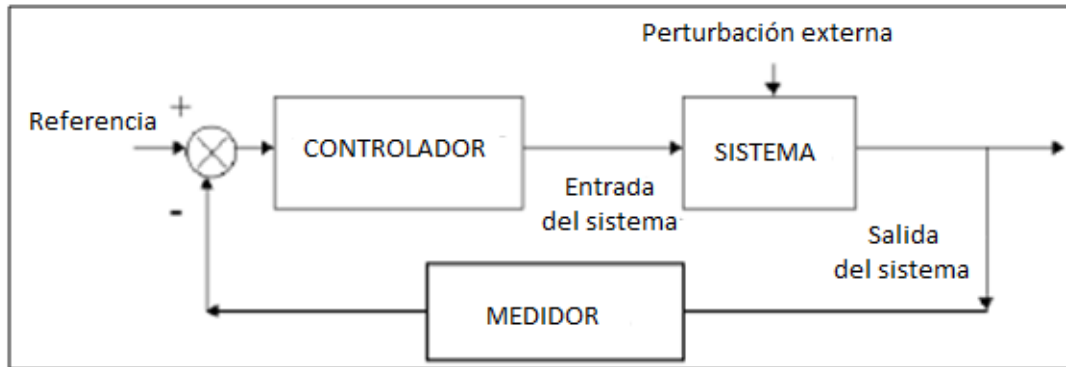 Perturbación externa
+
Referencia
CONTROLADOR
SISTEMA
Entrada
del sistema
-
Salida
del sistema
MEDIDOR